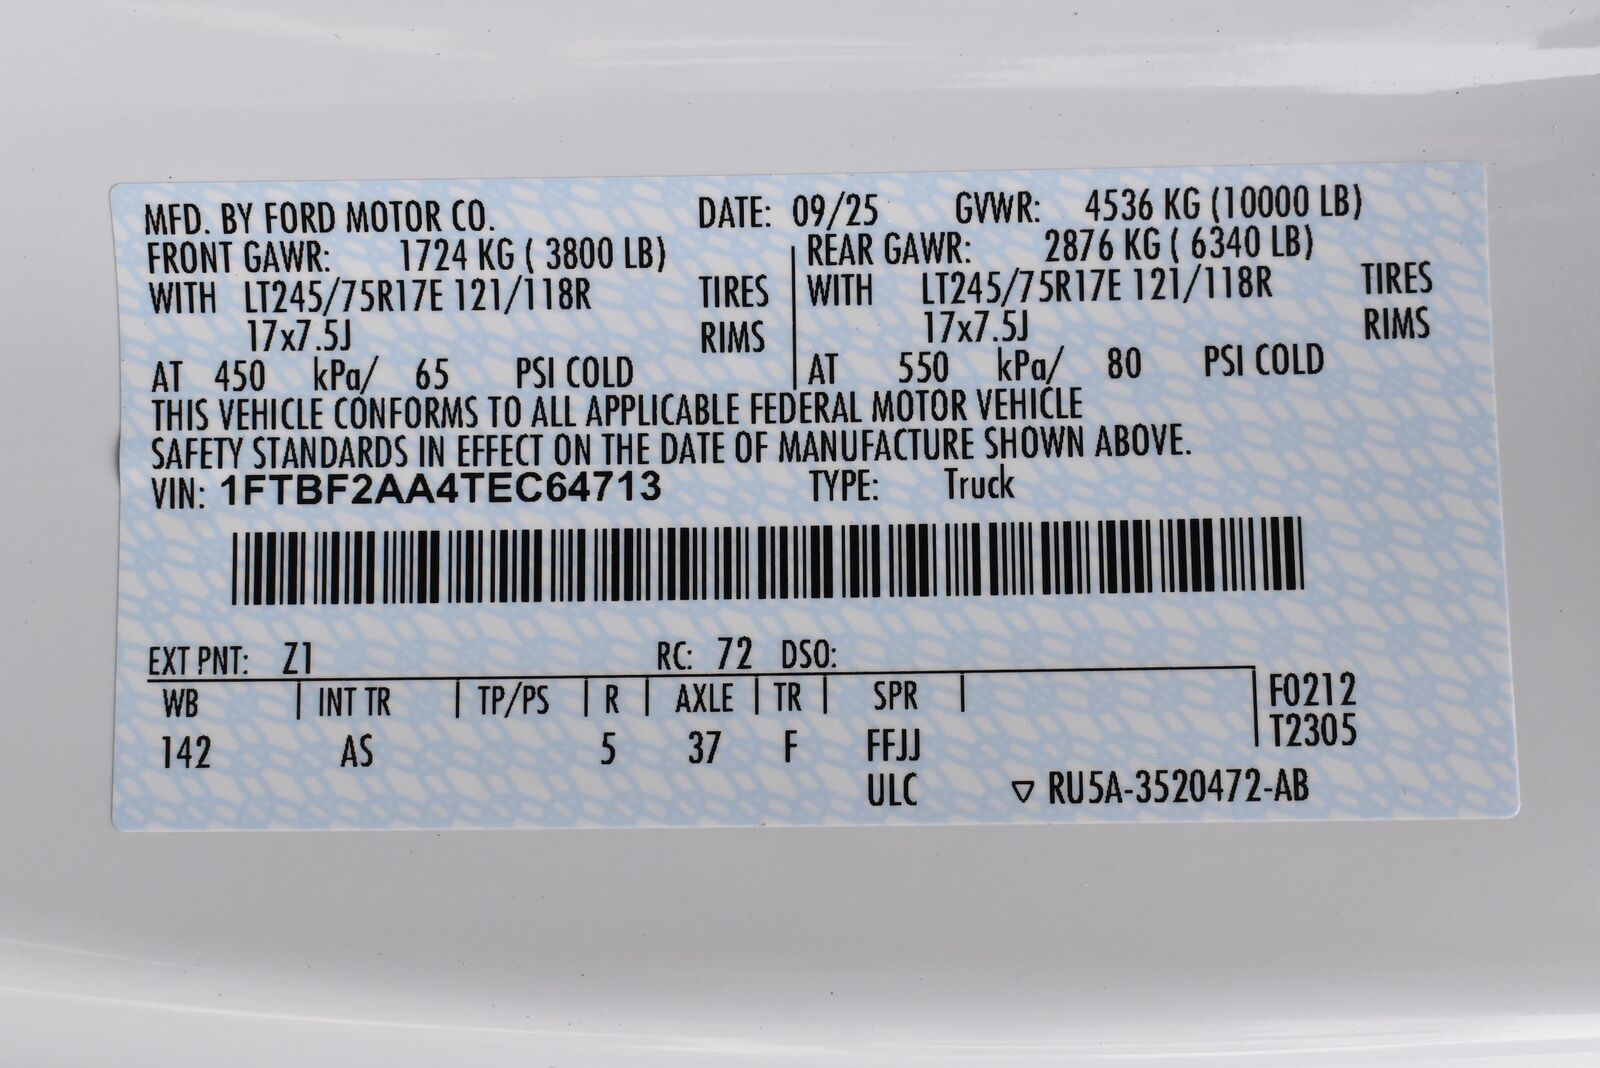 MFD. BY FORD MOTOR CO. DATE: 09/25 GVWR: 4536 KG (10000 LB)
FRONT GAWR: 1724 KG ( 3800 LB) REAR GAWR: 2876 KG ( 6340 LB)
WITH LT245/75R17E 121/118R TIRES WITH LT245/75R17E 121/118R TIRES
17x7.5J RIMS 17x7.5J RIMS
AT 450 kPa/ 65 PSI COLD AT 550 kPa/ 80 PSI COLD
THIS VEHICLE CONFORMS TO ALL APPLICABLE FEDERAL MOTOR VEHICLE
SAFETY STANDARDS IN EFFECT ON THE DATE OF MANUFACTURE SHOWN ABOVE.
VIN: 1FTBF2AA4TEC64713 TYPE: Truck
EXT PNT: Z1 RC: 72 DSO:
WB INT TR TP/PS R AXLE TR SPR F0212
T2305
142 AS 5 37 F FFJJ
ULC ▽ RU5A-3520472-AB